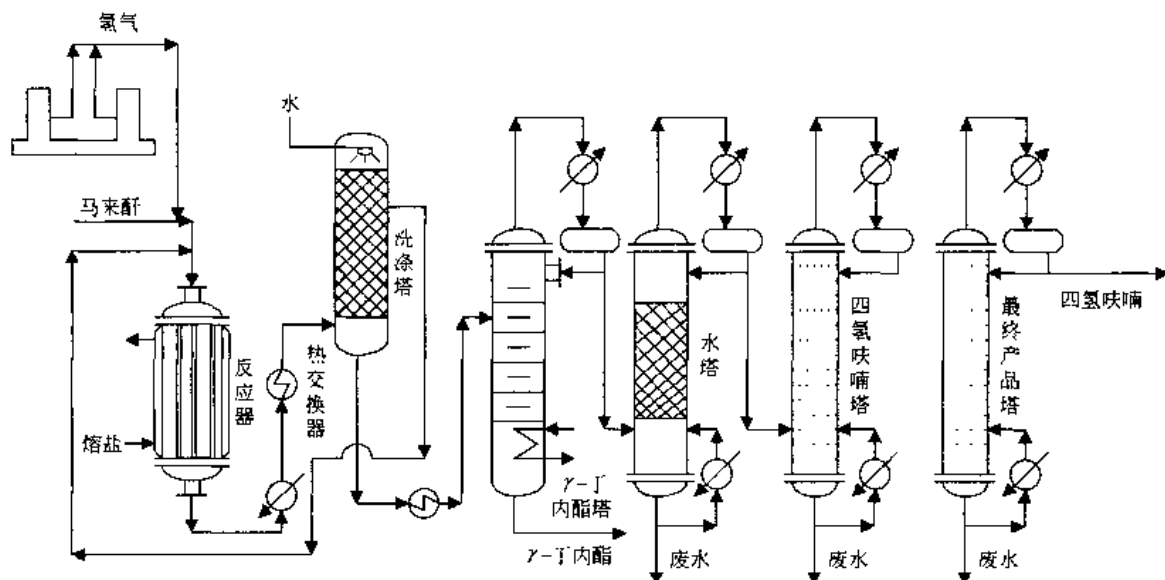 氢气
水
马来酐
洗涤塔
反应器
热交换器
熔盐
γ-丁
内酯塔
γ-丁内酯
水塔
废水
四氢呋喃塔
废水
最终产品塔
四氢呋喃
废水